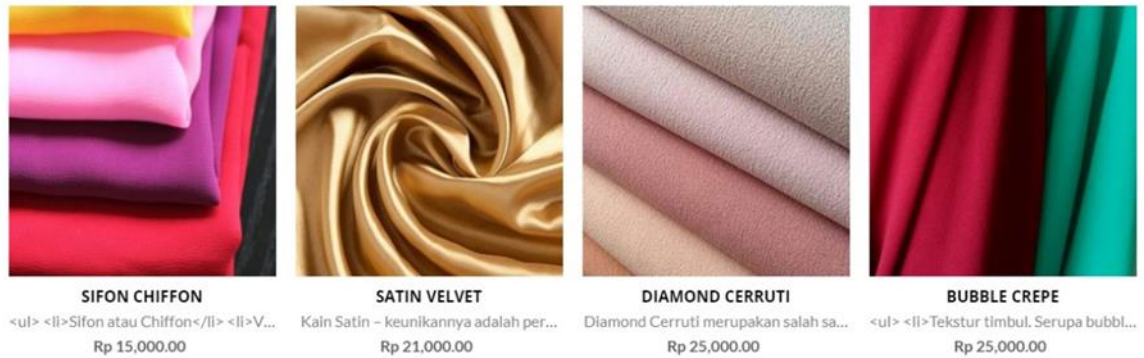 SIFON CHIFFON
<ul> <li>Sifon atau Chiffon</li> <li>V...
Rp 15,000.00
SATIN VELVET
Kain Satin – keunikannya adalah per...
Rp 21,000.00
DIAMOND CERRUTI
Diamond Cerruti merupakan salah sa...
Rp 25,000.00
BUBBLE CREPE
<ul> <li>Tekstur timbul. Serupa bubbl...
Rp 25,000.00